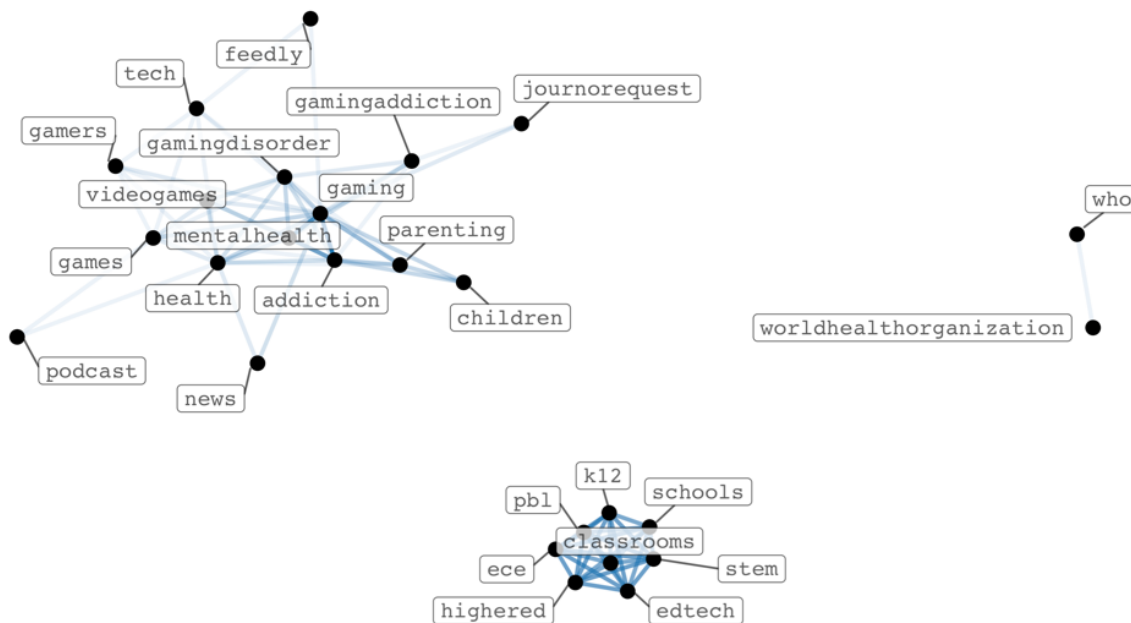 feedly
tech
journorequest
gamingaddiction
gamers
gamingdisorder
videogames
gaming
who
mentalhealth
parenting
games
health
addiction
children
worldhealthorganization
podcast
news
k12
schools
pbl
classrooms
ece
stem
highered
edtech